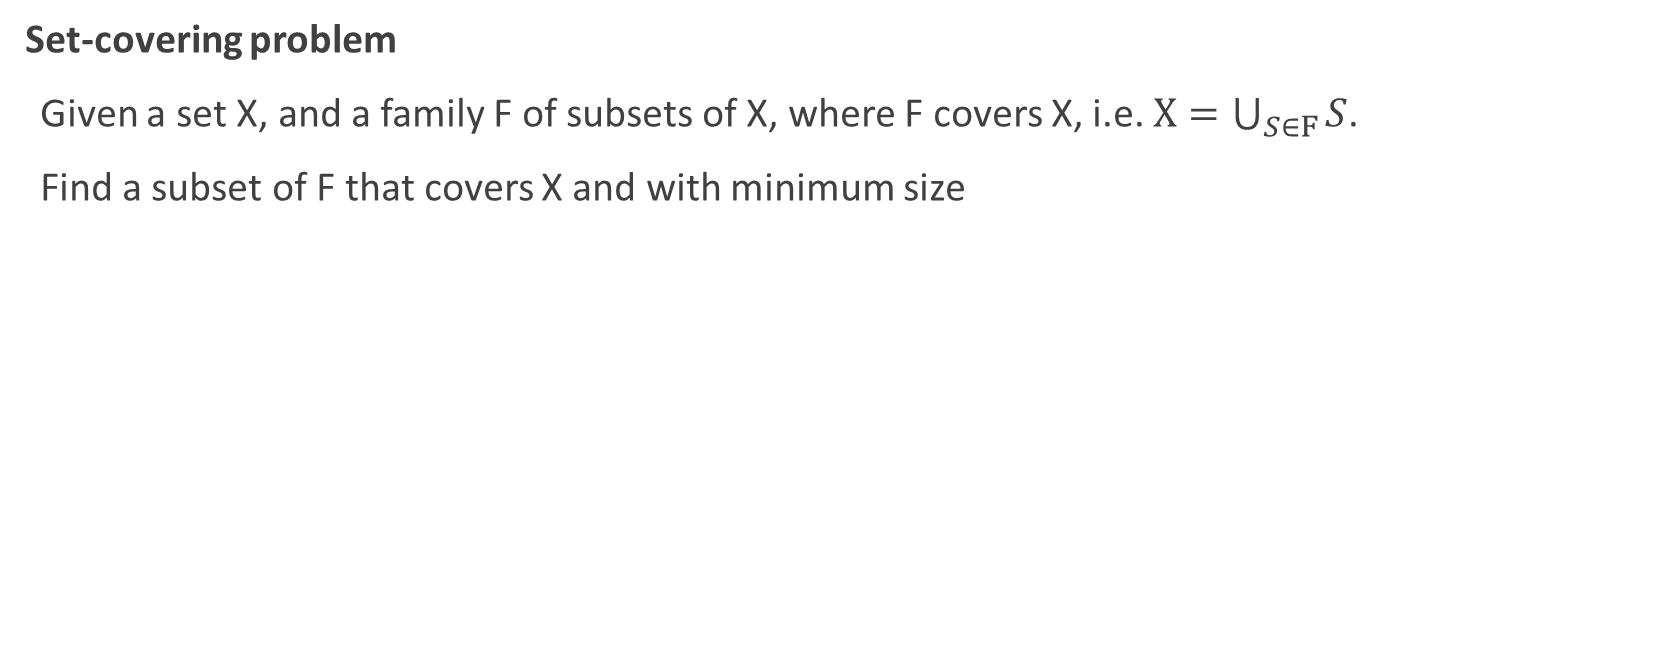 Set-covering problem
Given a set X, and a family F of subsets of X, where F covers X, i.e. X = ⋃S∈F S.
Find a subset of F that covers X and with minimum size